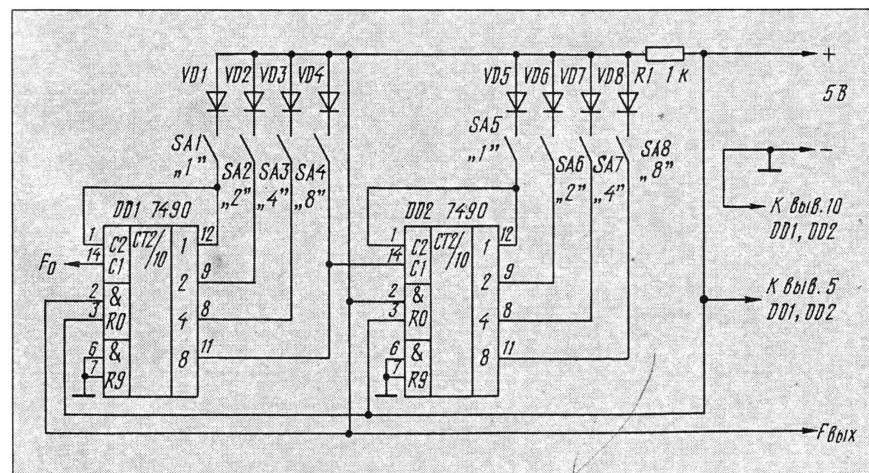 VD1 VD2 VD3 VD4 VD5 VD6 VD7 VD8 R1 1 к +
5В
SA1 „1” SA2 „2” SA3 „4” SA4 „8” SA5 „1” SA6 „2” SA7 „4” SA8 „8”
–
К выв. 10
DD1, DD2
К выв. 5
DD1, DD2
DD1 7490
Fо
1 C2 CT2/10 1 12
14 C1
2 & 2 9
3 R0 4 8
6 & 8 11
7 R9
DD2 7490
1 C2 CT2/10 1 12
14 C1
2 & 2 9
3 R0 4 8
6 & 8 11
7 R9
Fвых